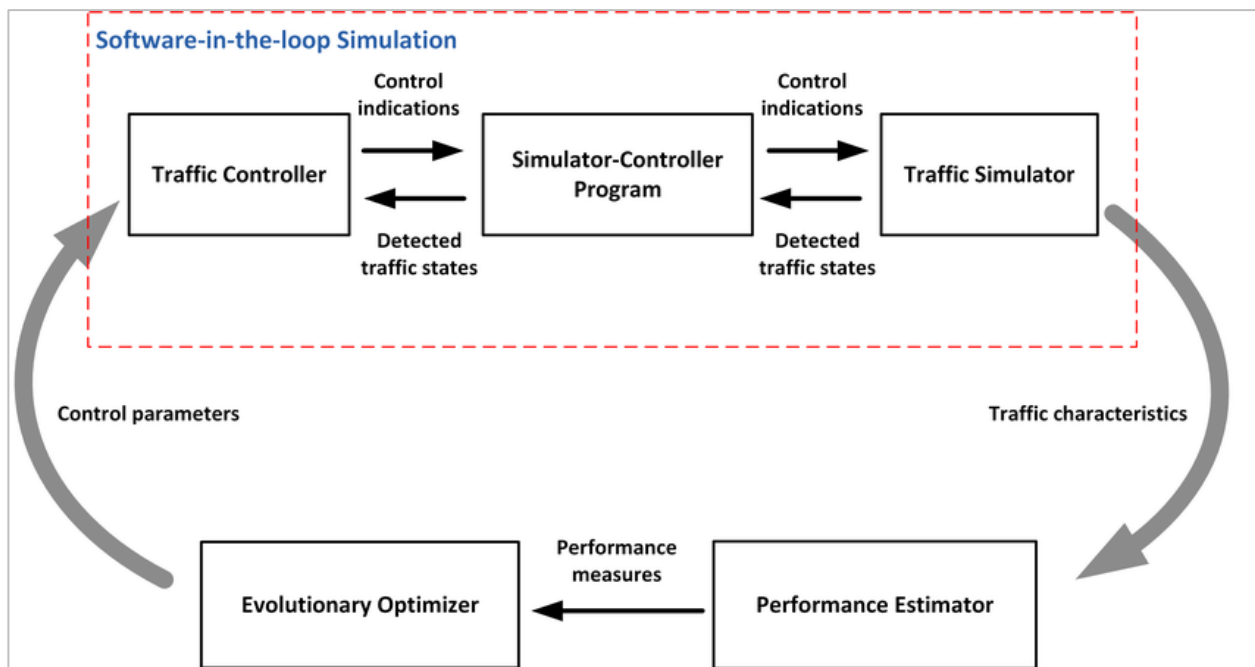 Software-in-the-loop Simulation
Control
indications
Control
indications
Traffic Controller
Simulator-Controller
Program
Traffic Simulator
Detected
traffic states
Detected
traffic states
Control parameters
Traffic characteristics
Performance
measures
Evolutionary Optimizer
Performance Estimator